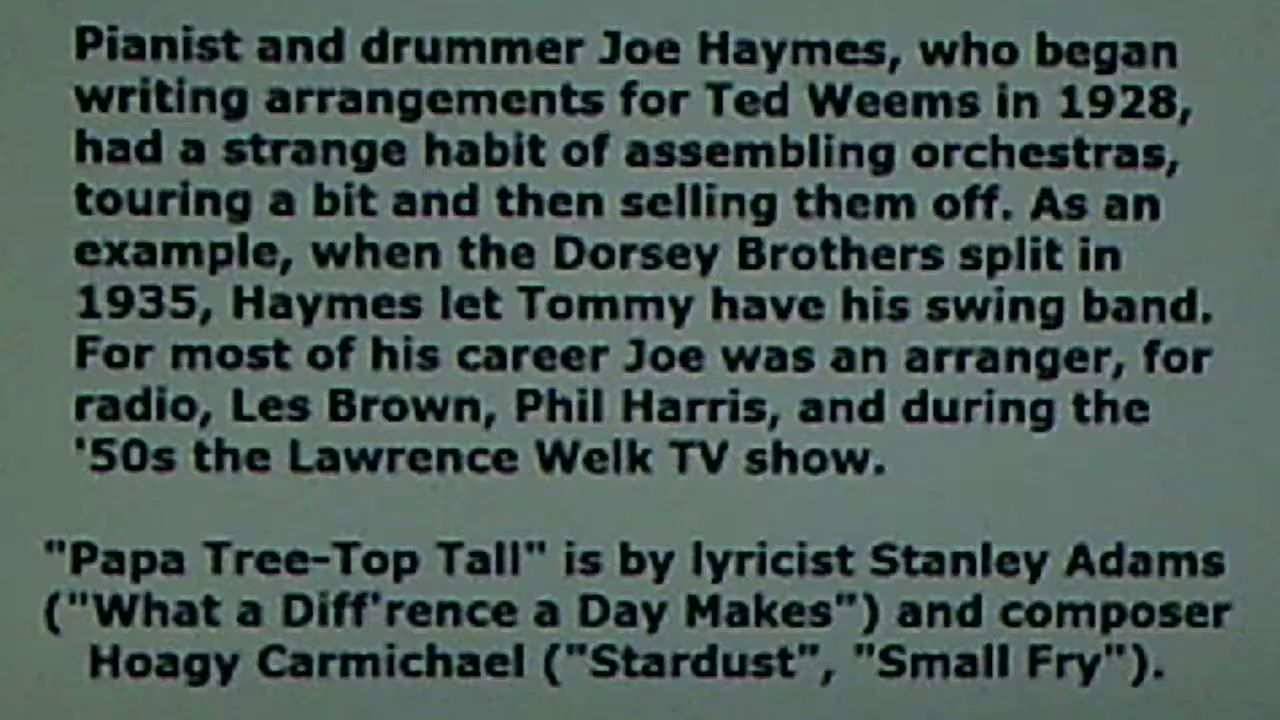 Pianist and drummer Joe Haymes, who began
writing arrangements for Ted Weems in 1928,
had a strange habit of assembling orchestras,
touring a bit and then selling them off. As an
example, when the Dorsey Brothers split in
1935, Haymes let Tommy have his swing band.
For most of his career Joe was an arranger, for
radio, Les Brown, Phil Harris, and during the
'50s the Lawrence Welk TV show.
"Papa Tree-Top Tall" is by lyricist Stanley Adams
("What a Diff'rence a Day Makes") and composer
Hoagy Carmichael ("Stardust", "Small Fry").